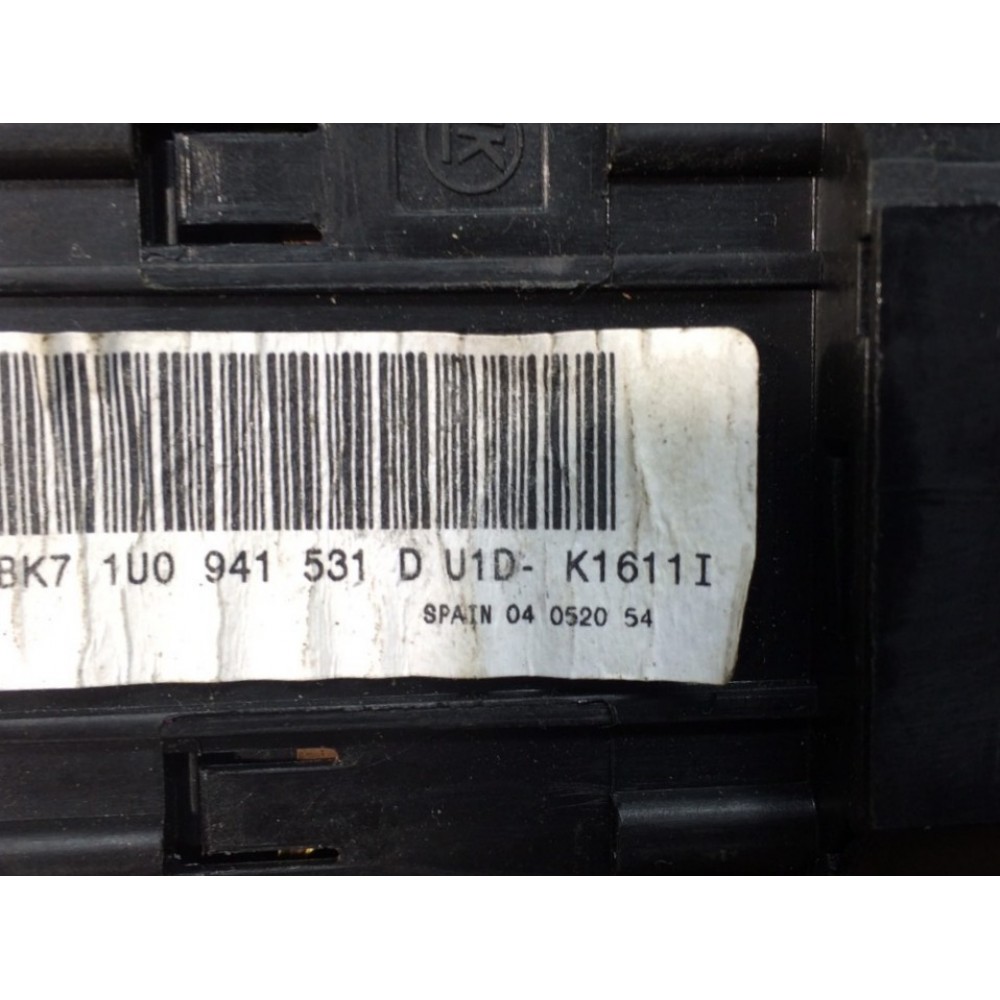 K
BK7 1U0 941 531 D U1D- K1611I
SPAIN 04 0520 54